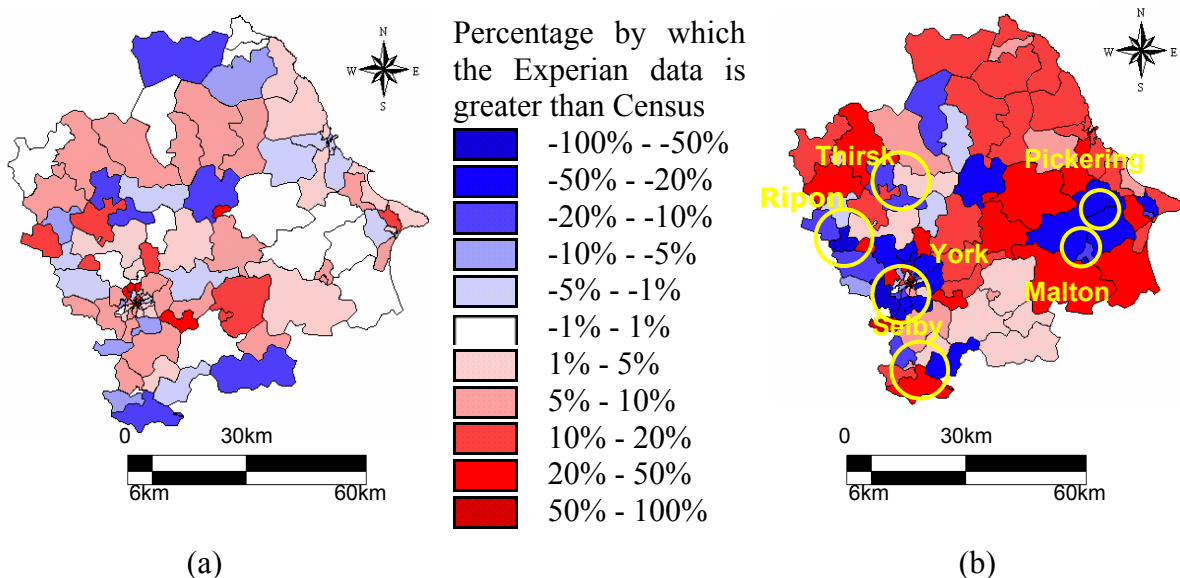 N
W E
S
0 30km
6km 60km
(a)
Percentage by which
the Experian data is
greater than Census
-100% - -50%
-50% - -20%
-20% - -10%
-10% - -5%
-5% - -1%
-1% - 1%
1% - 5%
5% - 10%
10% - 20%
20% - 50%
50% - 100%
N
W E
S
Thirsk
Pickering
Ripon
York
Malton
Selby
0 30km
6km 60km
(b)